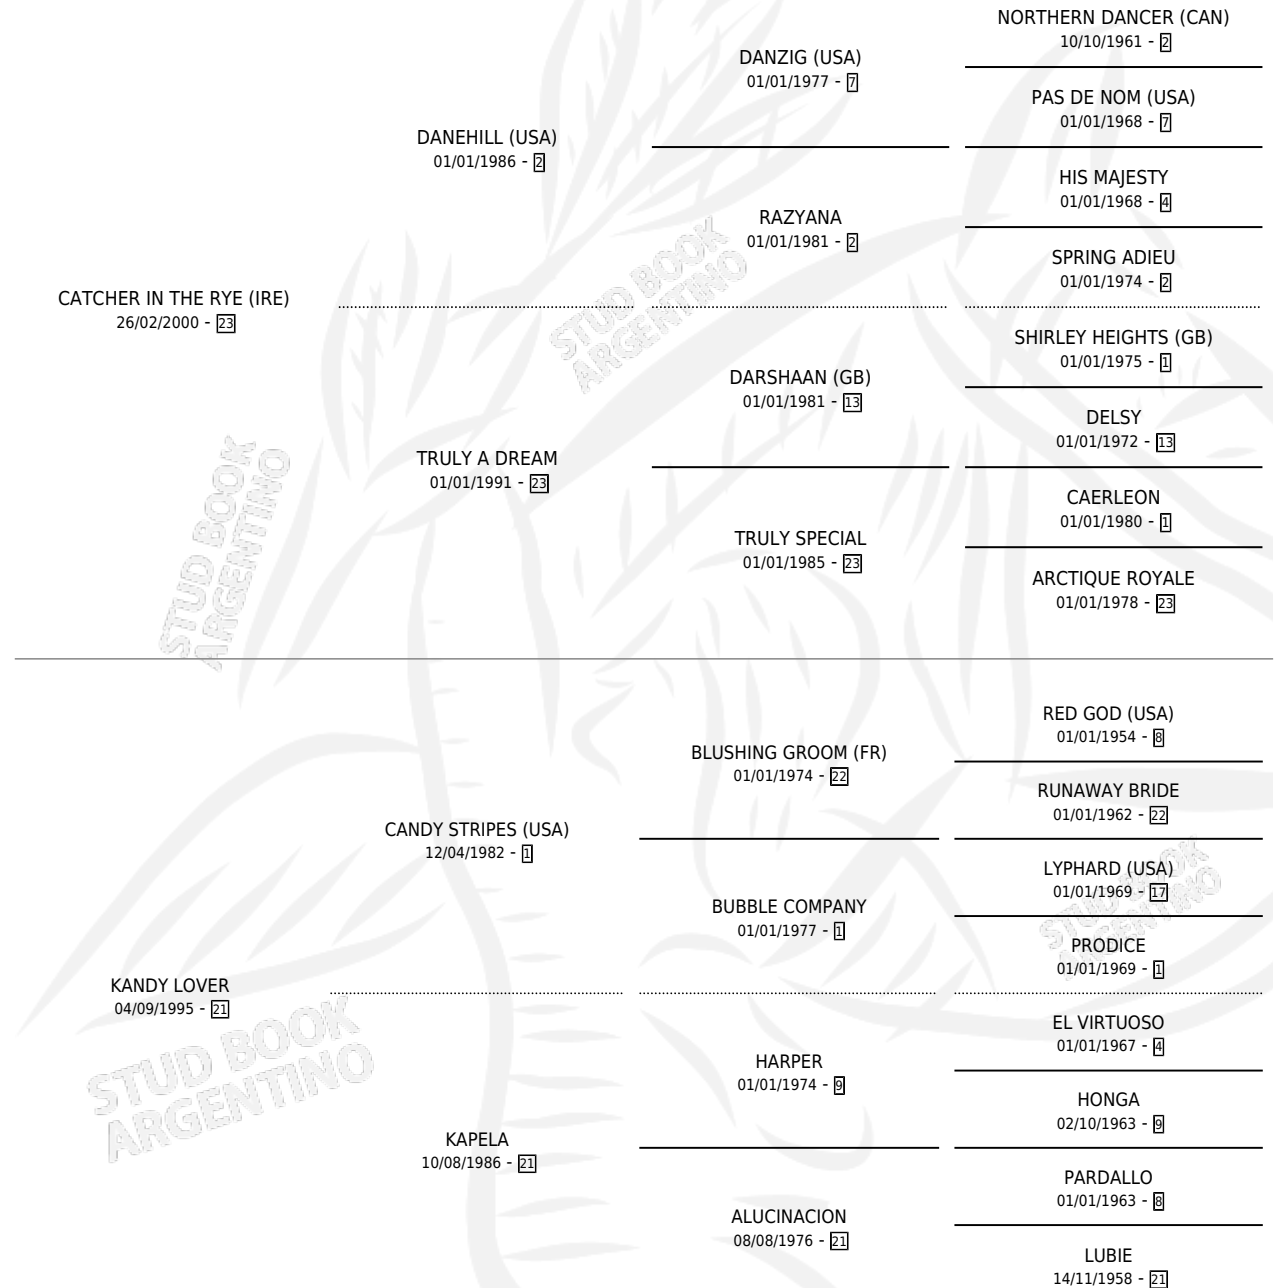 NORTHERN DANCER (CAN)
10/10/1961 - 2
DANZIG (USA)
01/01/1977 - 7
PAS DE NOM (USA)
01/01/1968 - 7
DANEHILL (USA)
01/01/1986 - 2
HIS MAJESTY
01/01/1968 - 4
RAZYANA
01/01/1981 - 2
SPRING ADIEU
01/01/1974 - 2
CATCHER IN THE RYE (IRE)
26/02/2000 - 23
SHIRLEY HEIGHTS (GB)
01/01/1975 - 1
DARSHAAN (GB)
01/01/1981 - 13
DELSY
01/01/1972 - 13
TRULY A DREAM
01/01/1991 - 23
CAERLEON
01/01/1980 - 1
TRULY SPECIAL
01/01/1985 - 23
ARCTIQUE ROYALE
01/01/1978 - 23
RED GOD (USA)
01/01/1954 - 8
BLUSHING GROOM (FR)
01/01/1974 - 22
RUNAWAY BRIDE
01/01/1962 - 22
CANDY STRIPES (USA)
12/04/1982 - 1
LYPHARD (USA)
01/01/1969 - 17
BUBBLE COMPANY
01/01/1977 - 1
PRODICE
01/01/1969 - 1
KANDY LOVER
04/09/1995 - 21
EL VIRTUOSO
01/01/1967 - 4
HARPER
01/01/1974 - 9
HONGA
02/10/1963 - 9
KAPELA
10/08/1986 - 21
PARDALLO
01/01/1963 - 8
ALUCINACION
08/08/1976 - 21
LUBIE
14/11/1958 - 21
STUD BOOK
ARGENTINO
STUD BOOK
ARGENTINO
STUD BOOK
ARGENTINO
STUD BOOK
ARGENTINO